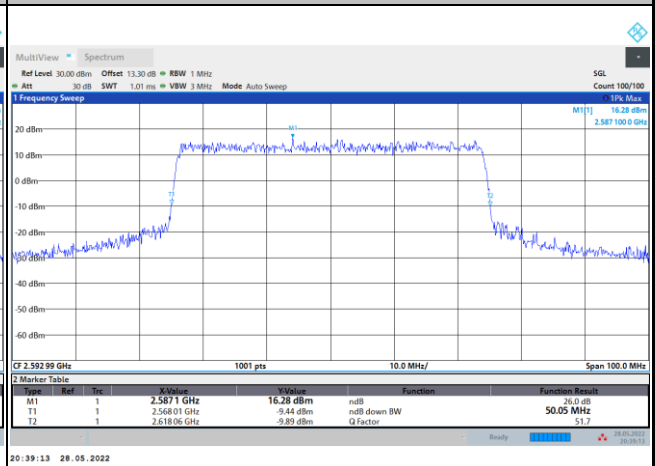 MultiView Spectrum
Ref Level 30.00 dBm Offset 13.30 dB RBW 1 MHz SGL
Att 30 dB SWT 1.01 ms VBW 3 MHz Mode Auto Sweep Count 100/100
1 Frequency Sweep 1Pk Max
M1[1] 16.28 dBm
2.587 100 0 GHz
M1
20 dBm
10 dBm
0 dBm
T1 T2
-10 dBm
-20 dBm
-30 dBm
-40 dBm
-50 dBm
-60 dBm
CF 2.592 99 GHz 1001 pts 10.0 MHz/ Span 100.0 MHz
2 Marker Table
Type Ref Trc X-Value Y-Value Function Function Result
M1 1 2.587 1 GHz 16.28 dBm ndB 26.0 dB
T1 1 2.568 01 GHz -9.44 dBm ndB down BW 50.05 MHz
T2 1 2.618 06 GHz -9.89 dBm Q Factor 51.7
Ready 28.05.2022
20:39:13
20:39:13 28.05.2022